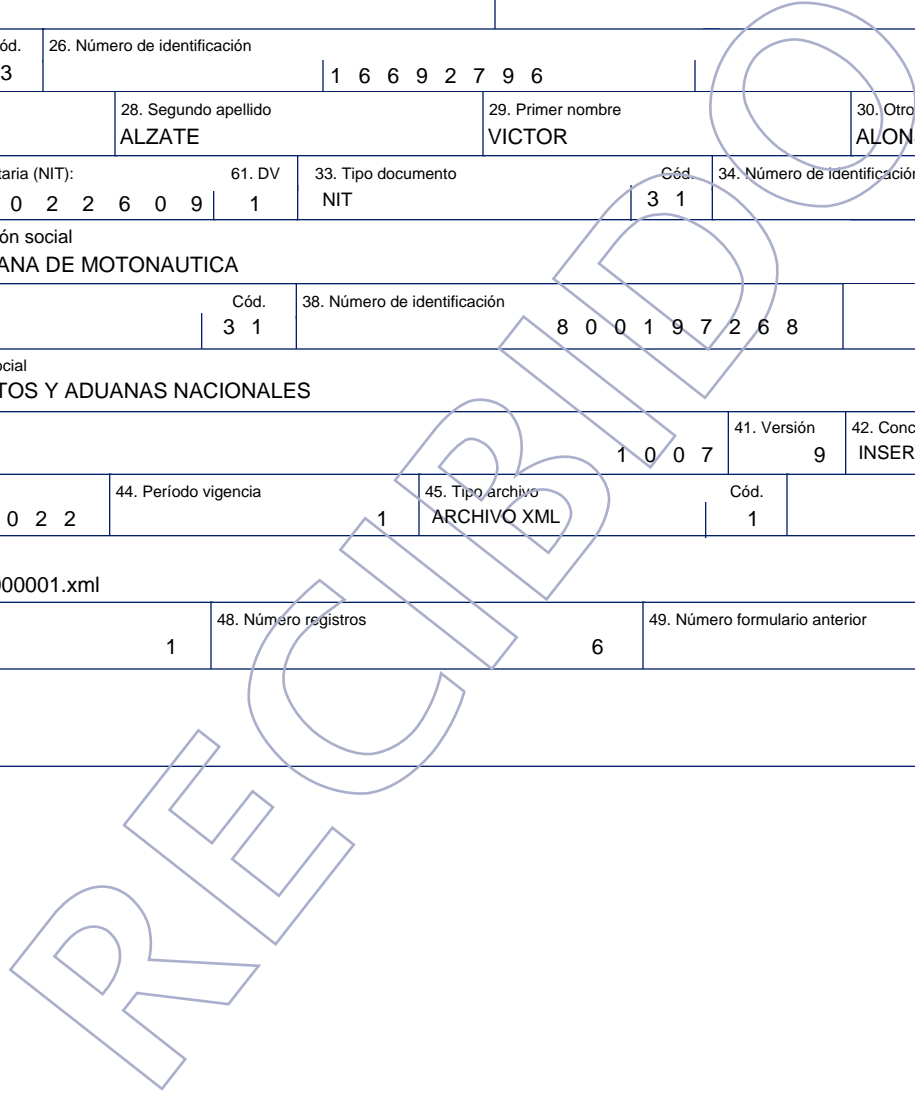 ód. 26. Número de identificación
3 1 6 6 9 2 7 9 6
28. Segundo apellido 29. Primer nombre 30. Otro
ALZATE VICTOR ALON
taria (NIT): 61. DV 33. Tipo documento Cód. 34. Número de identificación
0 2 2 6 0 9 1 NIT 3 1
ón social
ANA DE MOTONAUTICA
Cód. 38. Número de identificación
3 1 8 0 0 1 9 7 2 6 8
ocial
TOS Y ADUANAS NACIONALES
41. Versión 42. Conc
1 0 0 7 9 INSER
44. Período vigencia 45. Tipo archivo Cód.
0 2 2 1 ARCHIVO XML 1
000001.xml
48. Número registros 49. Número formulario anterior
1 6
RECIBIDO